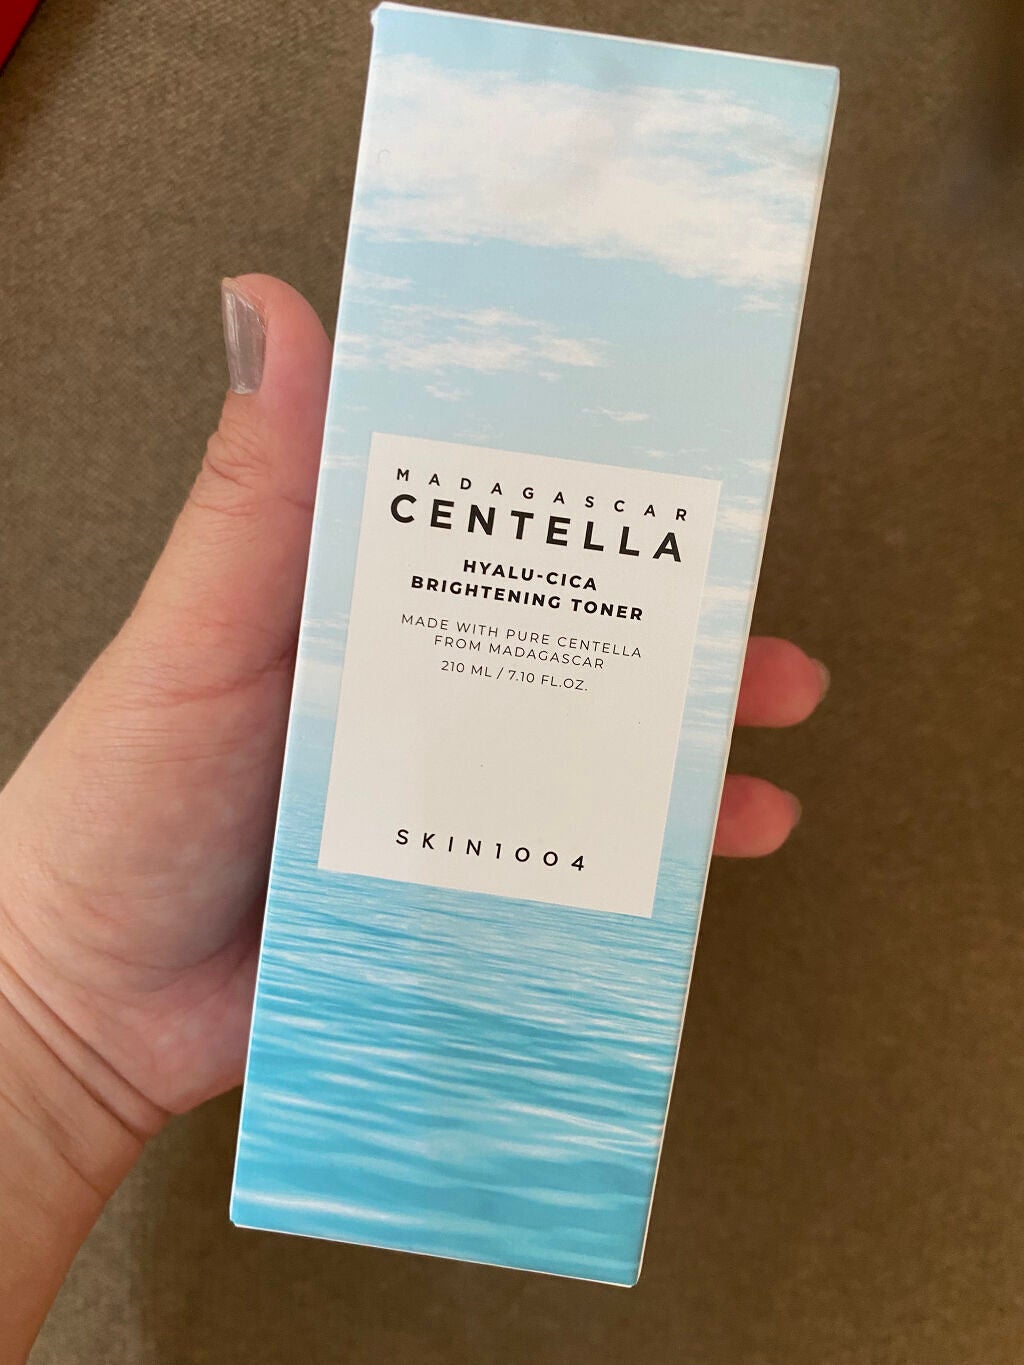 MADAGASCAR
CENTELLA
HYALU-CICA
BRIGHTENING TONER
MADE WITH PURE CENTELLA
FROM MADAGASCAR
210 ML / 7.10 FL.OZ.
SKIN1004